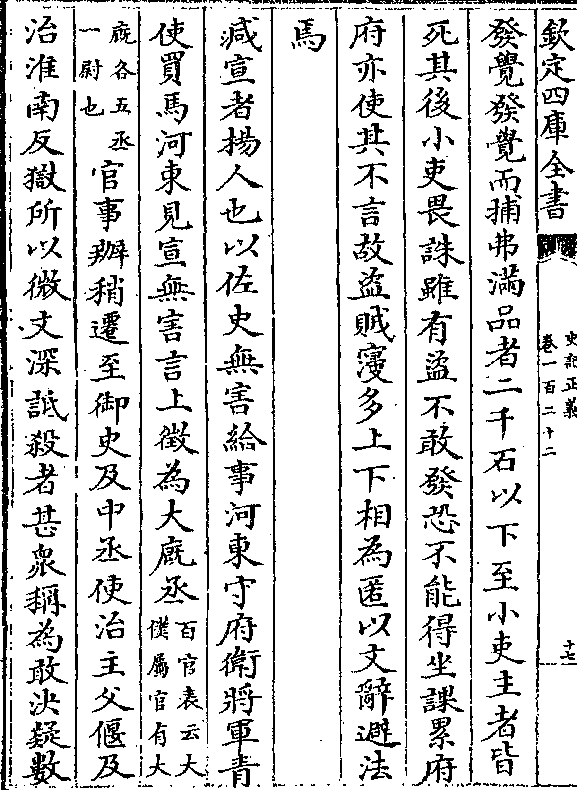 欽定四庫全書
史記正義
卷一百二十二
十七
發覺發覺而捕弗滿品者二千石以下至小吏主者皆
死其後小吏畏誅雖有盜不敢發恐不能得坐課累府
府亦使其不言故盜賊寖多上下相為匿以文辭避法
焉
減宣者楊人也以佐史無害給事河東守府衛將軍青
使買馬河東見宣無害言上徵為大廐丞百官表云大
僕屬官有大
廐各五丞
一尉也
官事辦稍遷至御史及中丞使治主父偃及
治淮南反獄所以微文深詆殺者甚衆稱為敢決疑數